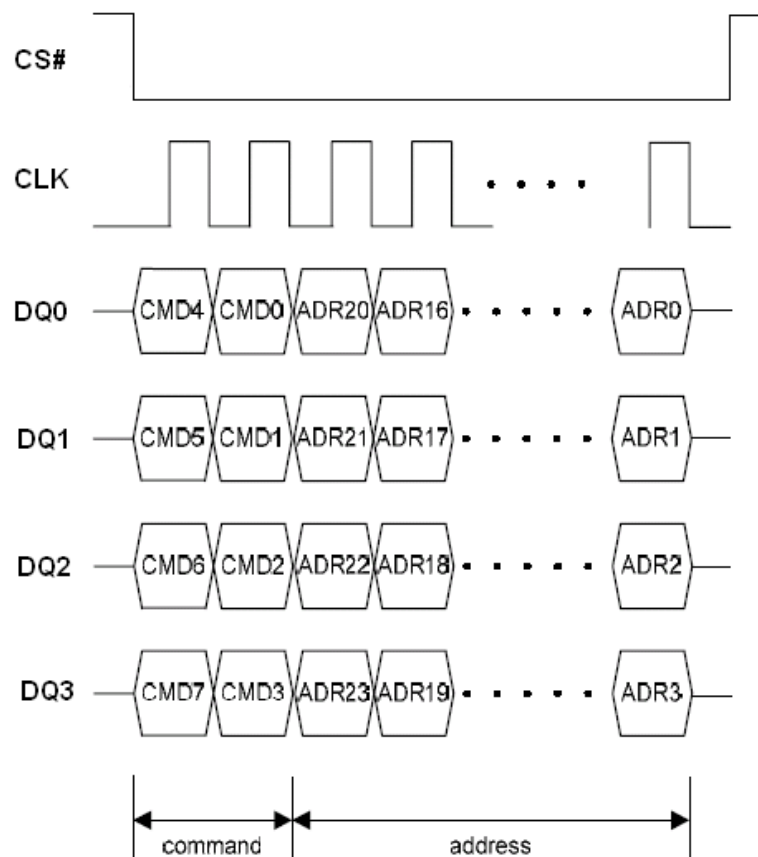 CS#
CLK
DQ0 CMD4 CMD0 ADR20 ADR16 ADR0
DQ1 CMD5 CMD1 ADR21 ADR17 ADR1
DQ2 CMD6 CMD2 ADR22 ADR18 ADR2
DQ3 CMD7 CMD3 ADR23 ADR19 ADR3
command address